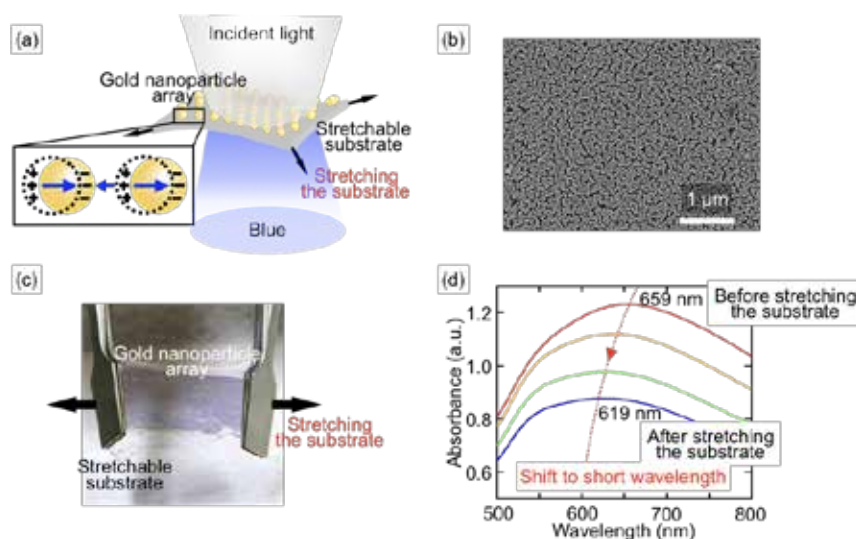 (a)
Incident light
Gold nanoparticle
array
Stretchable
substrate
Stretching
the substrate
+ - + -
+ - + -
+ - + -
Blue
(b)
1 µm
(c)
Gold nanoparticle
array
Stretching
the substrate
Stretchable
substrate
(d)
659 nm
Before stretching
the substrate
1.2
1.0
0.8
0.6
Absorbance (a.u.)
619 nm
After stretching
the substrate
Shift to short wavelength
500 600 700 800
Wavelength (nm)